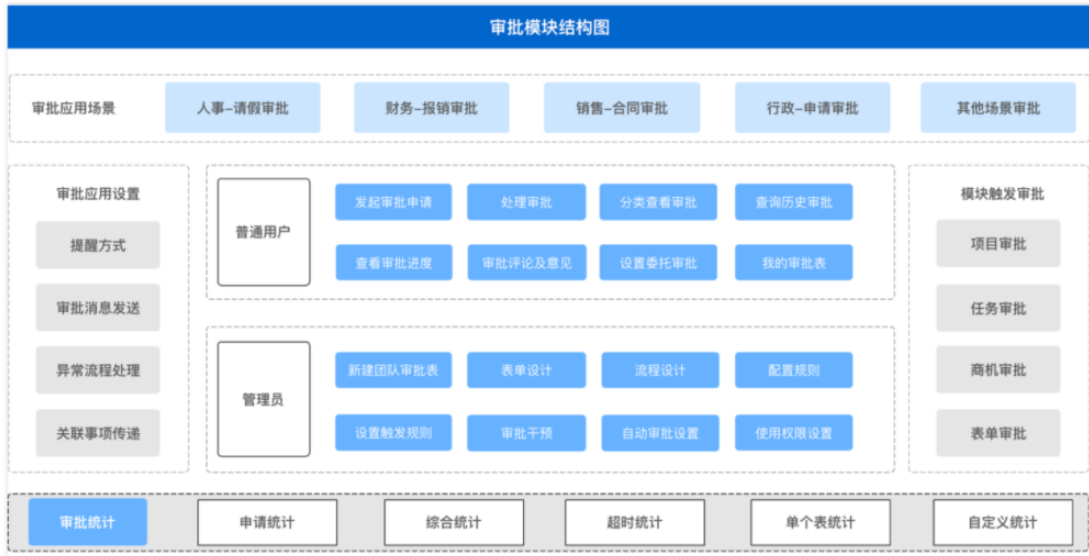 审批模块结构图
审批应用场景 人事–请假审批 财务–报销审批 销售–合同审批 行政–申请审批 其他场景审批
审批应用设置
提醒方式
审批消息发送
异常流程处理
关联事项传递
普通用户
发起审批申请 处理审批 分类查看审批 查询历史审批
查看审批进度 审批评论及意见 设置委托审批 我的审批表
管理员
新建团队审批表 表单设计 流程设计 配置规则
设置触发规则 审批干预 自动审批设置 使用权限设置
模块触发审批
项目审批
任务审批
商机审批
表单审批
审批统计 申请统计 综合统计 超时统计 单个表统计 自定义统计